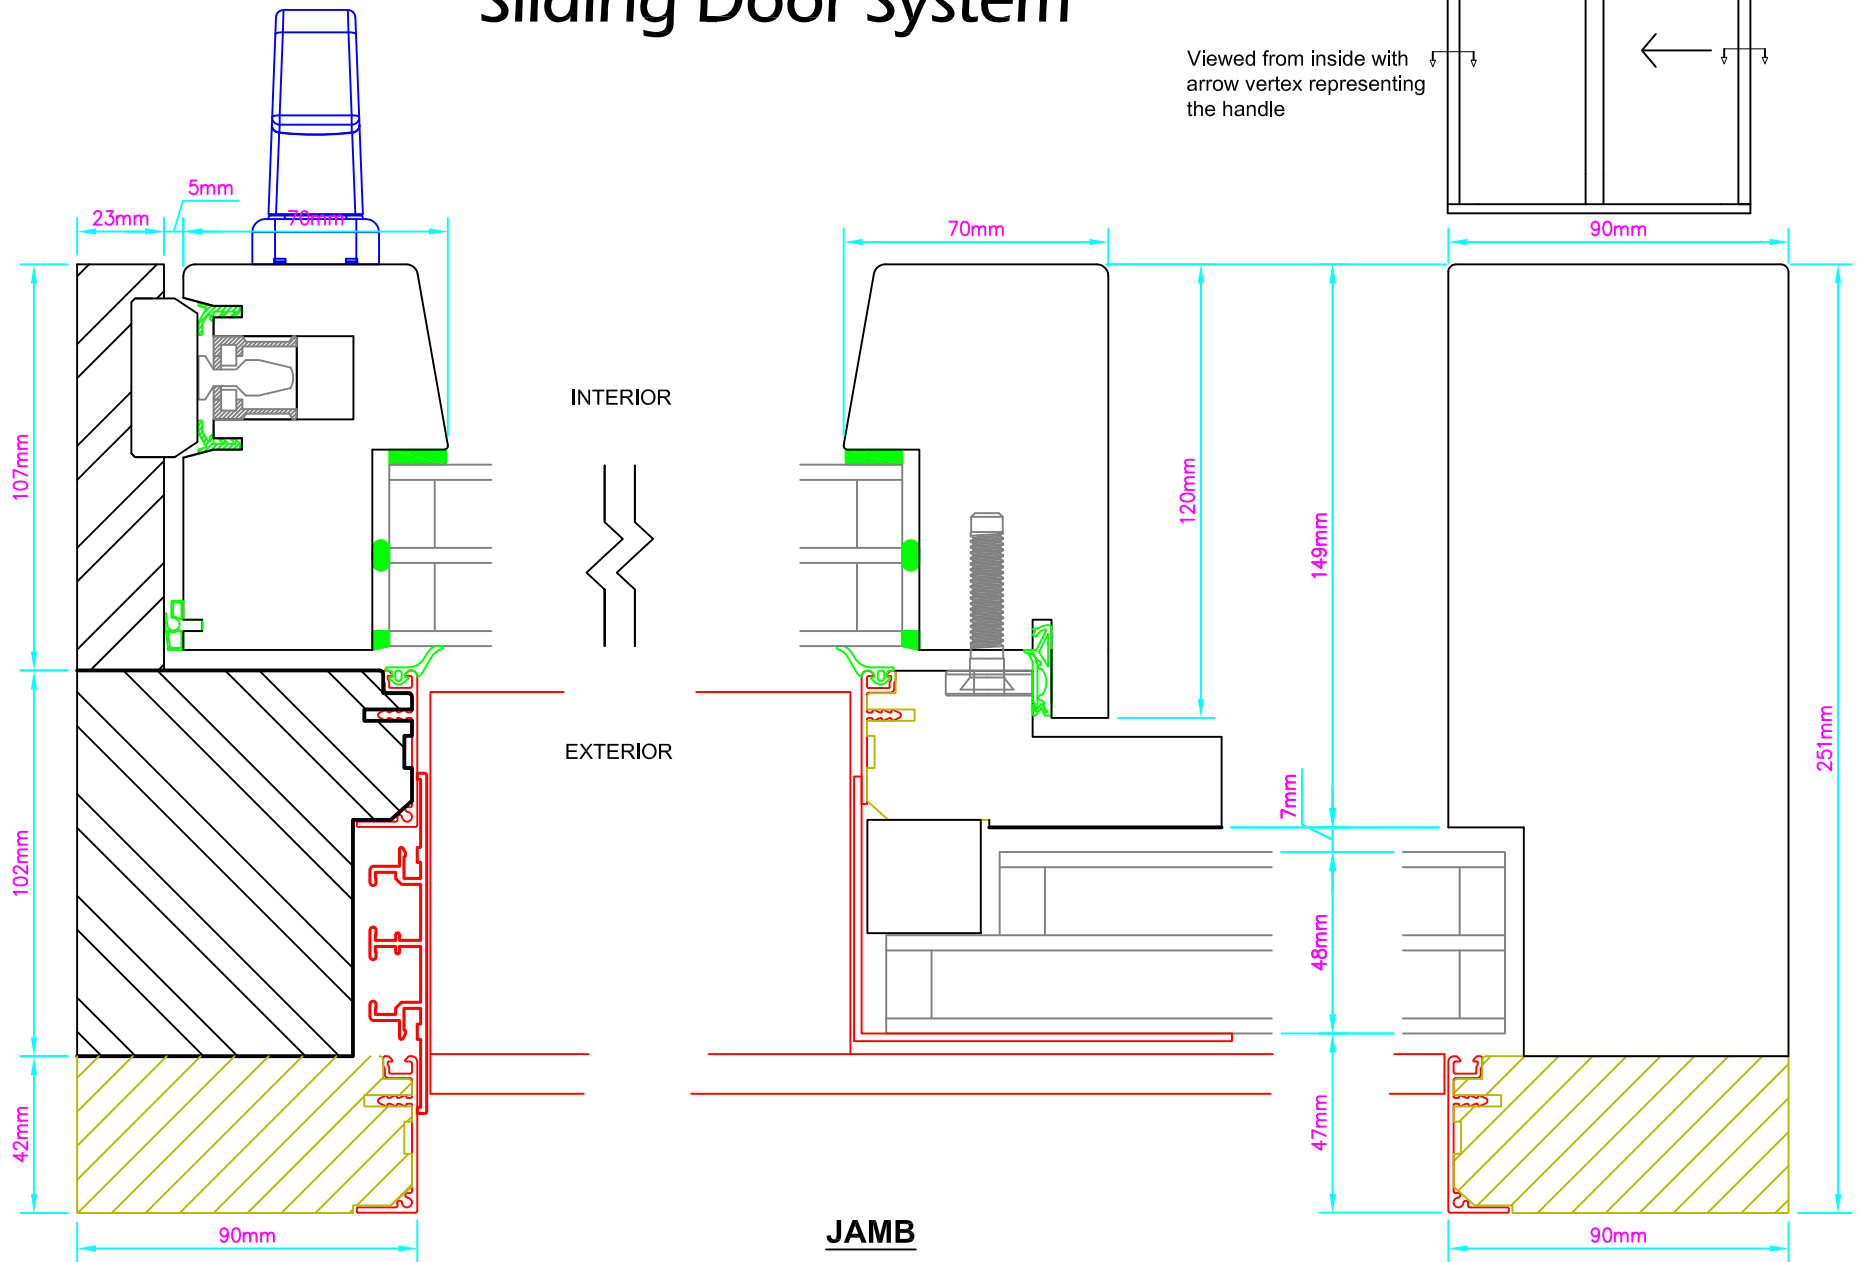 Sliding Door System
Viewed from inside with
arrow vertex representing
the handle
5mm
23mm
70mm
70mm
90mm
INTERIOR
107mm
120mm
149mm
EXTERIOR
251mm
7mm
102mm
48mm
42mm
47mm
90mm
JAMB
90mm